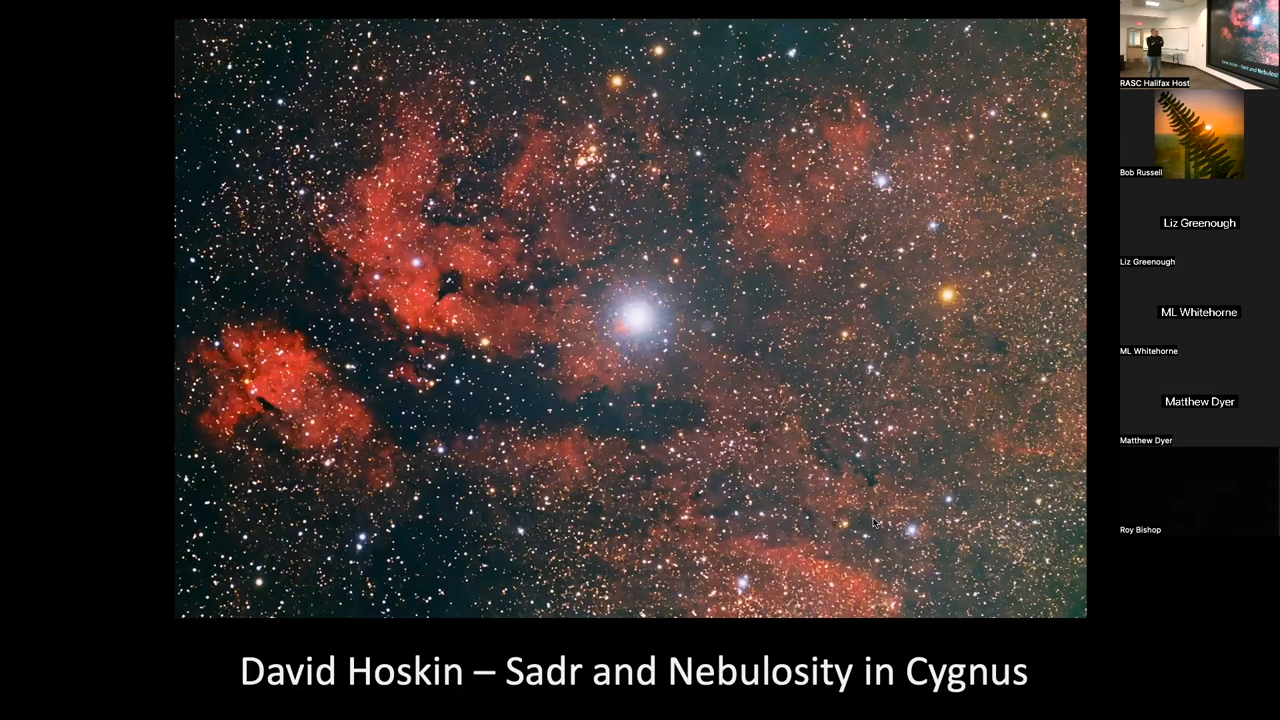 David Hoskin – Sadr and Nebulosity in Cygnus
RASC Halifax Host
Bob Russell
Liz Greenough
Liz Greenough
ML Whitehorne
ML Whitehorne
Matthew Dyer
Matthew Dyer
Roy Bishop